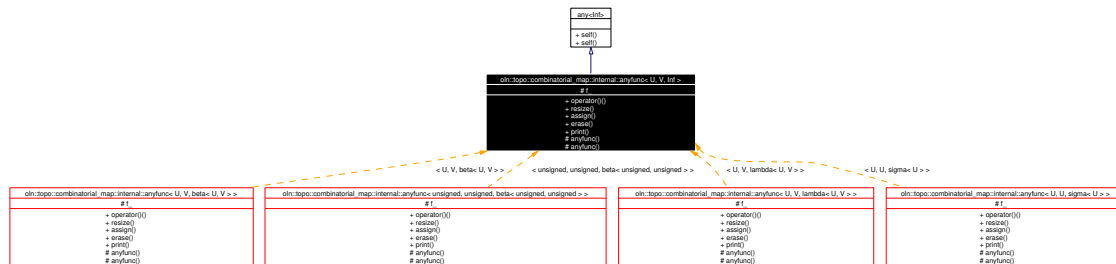 any<Inf>
+ self()
+ self()
oln::topo::combinatorial_map::internal::anyfunc< U, V, Inf >
# f_
+ operator()()
+ resize()
+ assign()
+ erase()
+ print()
# anyfunc()
# anyfunc()
< U, V, beta< U, V > >
< unsigned, unsigned, beta< unsigned, unsigned > >
< U, V, lambda< U, V > >
< U, U, sigma< U > >
oln::topo::combinatorial_map::internal::anyfunc< U, V, beta< U, V > >
# f_
+ operator()()
+ resize()
+ assign()
+ erase()
+ print()
# anyfunc()
# anyfunc()
oln::topo::combinatorial_map::internal::anyfunc< unsigned, unsigned, beta< unsigned, unsigned > >
# f_
+ operator()()
+ resize()
+ assign()
+ erase()
+ print()
# anyfunc()
# anyfunc()
oln::topo::combinatorial_map::internal::anyfunc< U, V, lambda< U, V > >
# f_
+ operator()()
+ resize()
+ assign()
+ erase()
+ print()
# anyfunc()
# anyfunc()
oln::topo::combinatorial_map::internal::anyfunc< U, U, sigma< U > >
# f_
+ operator()()
+ resize()
+ assign()
+ erase()
+ print()
# anyfunc()
# anyfunc()